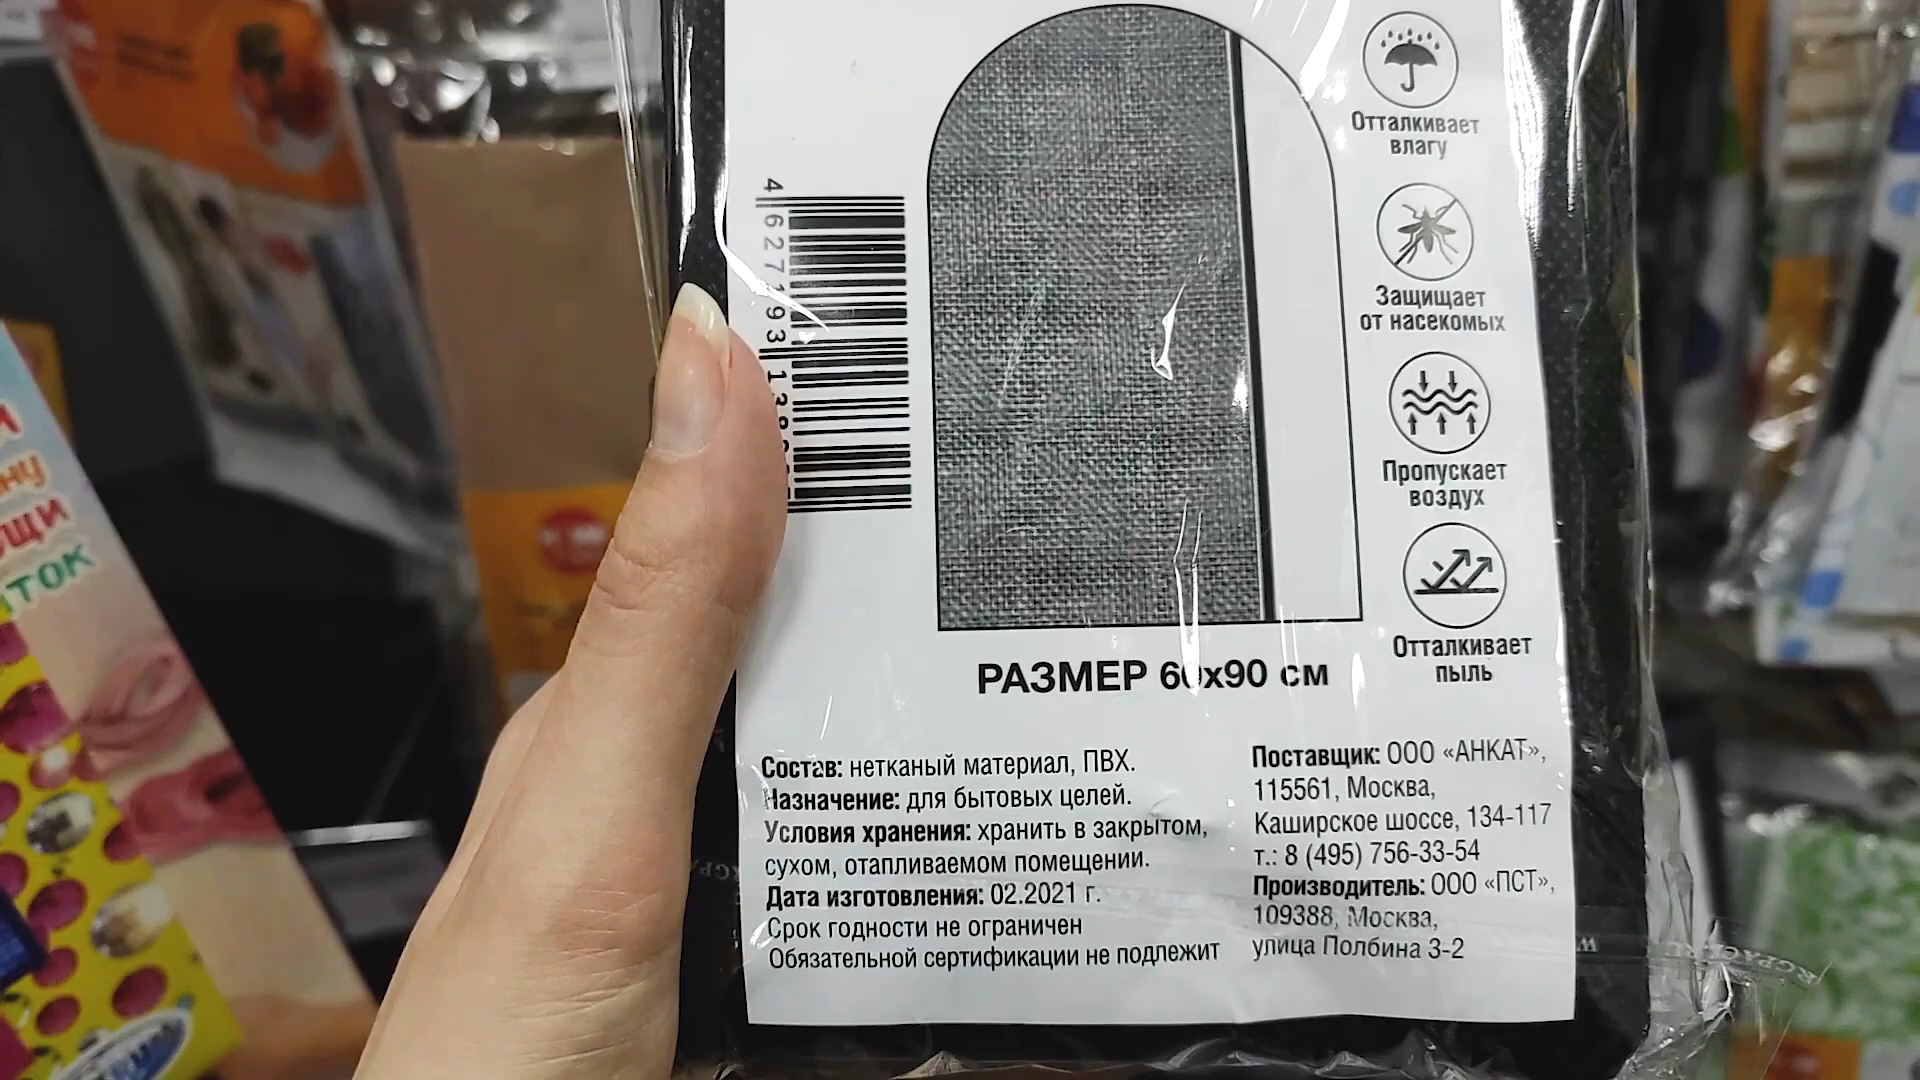 Отталкивает
влагу
Защищает
от насекомых
Пропускает
воздух
Отталкивает
пыль
РАЗМЕР 60х90 см
Состав: нетканый материал, ПВХ.
Назначение: для бытовых целей.
Условия хранения: хранить в закрытом,
сухом, отапливаемом помещении.
Дата изготовления: 02.2021 г.
Срок годности не ограничен
Обязательной сертификации не подлежит
Поставщик: ООО «АНКАТ»,
115561, Москва,
Каширское шоссе, 134-117
т.: 8 (495) 756-33-54
Производитель: ООО «ПСТ»,
109388, Москва,
улица Полбина 3-2
4 627193